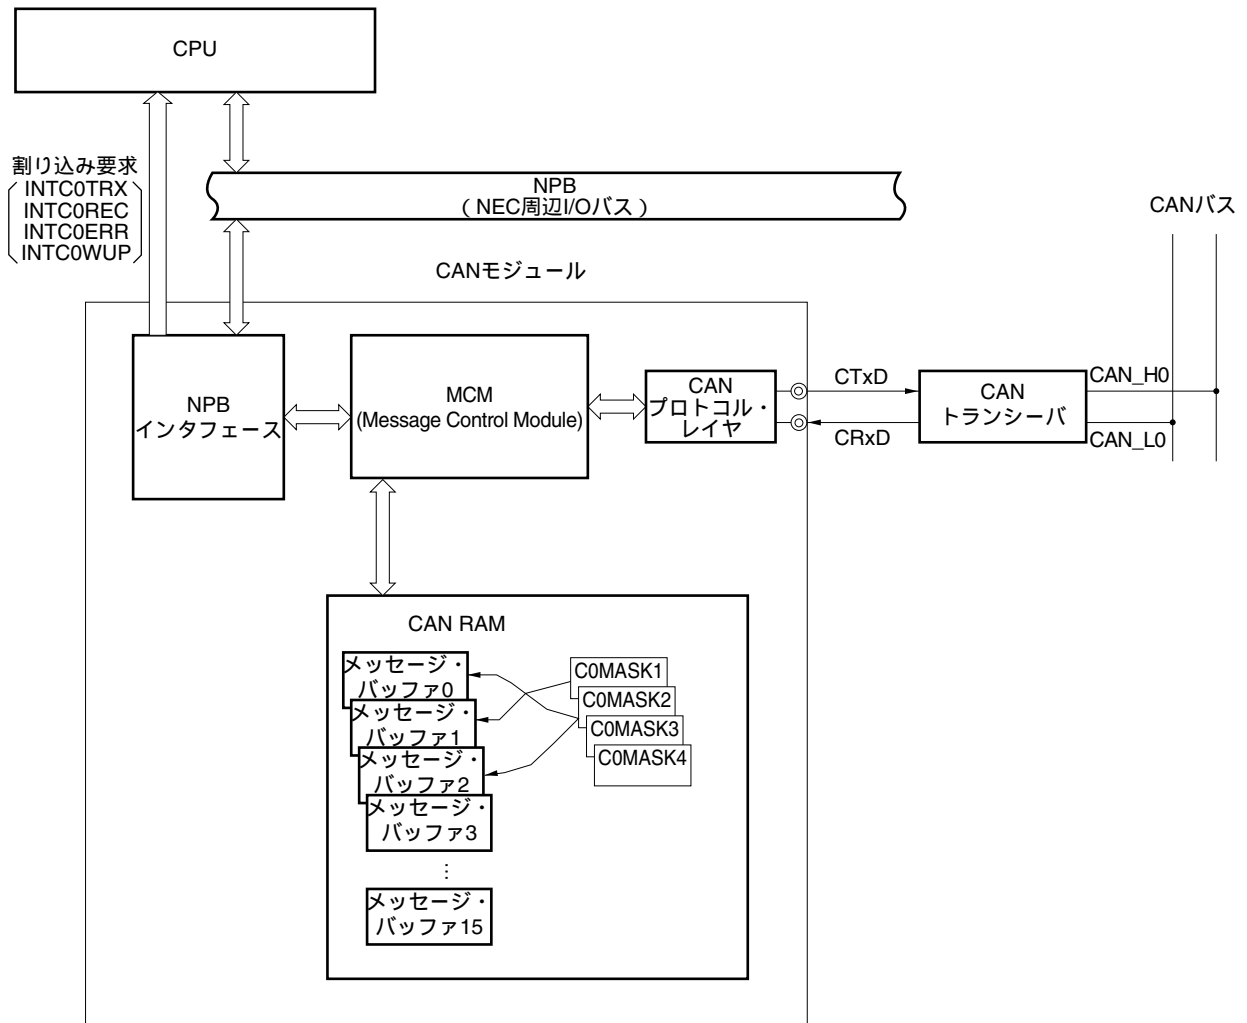 CPU
割り込み要求
INTC0TRX
INTC0REC
INTC0ERR
INTC0WUP
NPB
（NEC周辺I/Oバス）
CANバス
CANモジュール
NPB
インタフェース
MCM
(Message Control Module)
CAN
プロトコル・
レイヤ
CTxD
CRxD
CAN
トランシーバ
CAN_H0
CAN_L0
CAN RAM
メッセージ・
バッファ0
メッセージ・
バッファ1
メッセージ・
バッファ2
メッセージ・
バッファ3
…
メッセージ・
バッファ15
C0MASK1
C0MASK2
C0MASK3
C0MASK4